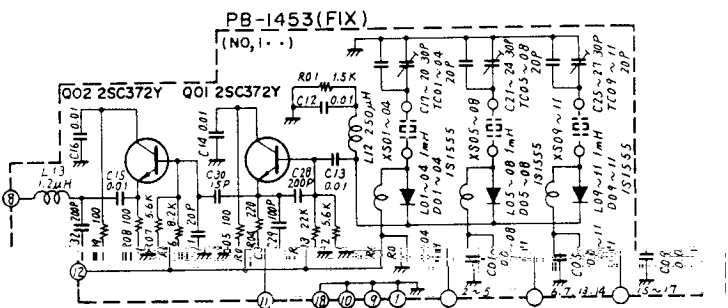 PB-1453(FIX)
(NO,1··)
Q02 2SC372Y
Q01 2SC372Y
R01 1.5K
C12 0.01
L12 250μH
C16 0.01
C14 0.01
L13
1.2μH
C15
0.01
C30
15P
C28
200P
C13
0.01
200P
100
R08 100
R07 5.6K
8.2K
20P
100
R04 220
C29 100P
22K
5.6K
XS01~04
C17~20 30P
TC01~04
20P
L01~04 1mH
D01~04
1S1555
XS05~08
C21~24 30P
TC05~08
20P
L05~08 1mH
D05~08
1S1555
XS09~11
C25~27 30P
TC09~11
20P
L09~11 1mH
D09~11
1S1555
8
12
11
18
10
9
1
2~5
6, 7, 13, 14
15~17